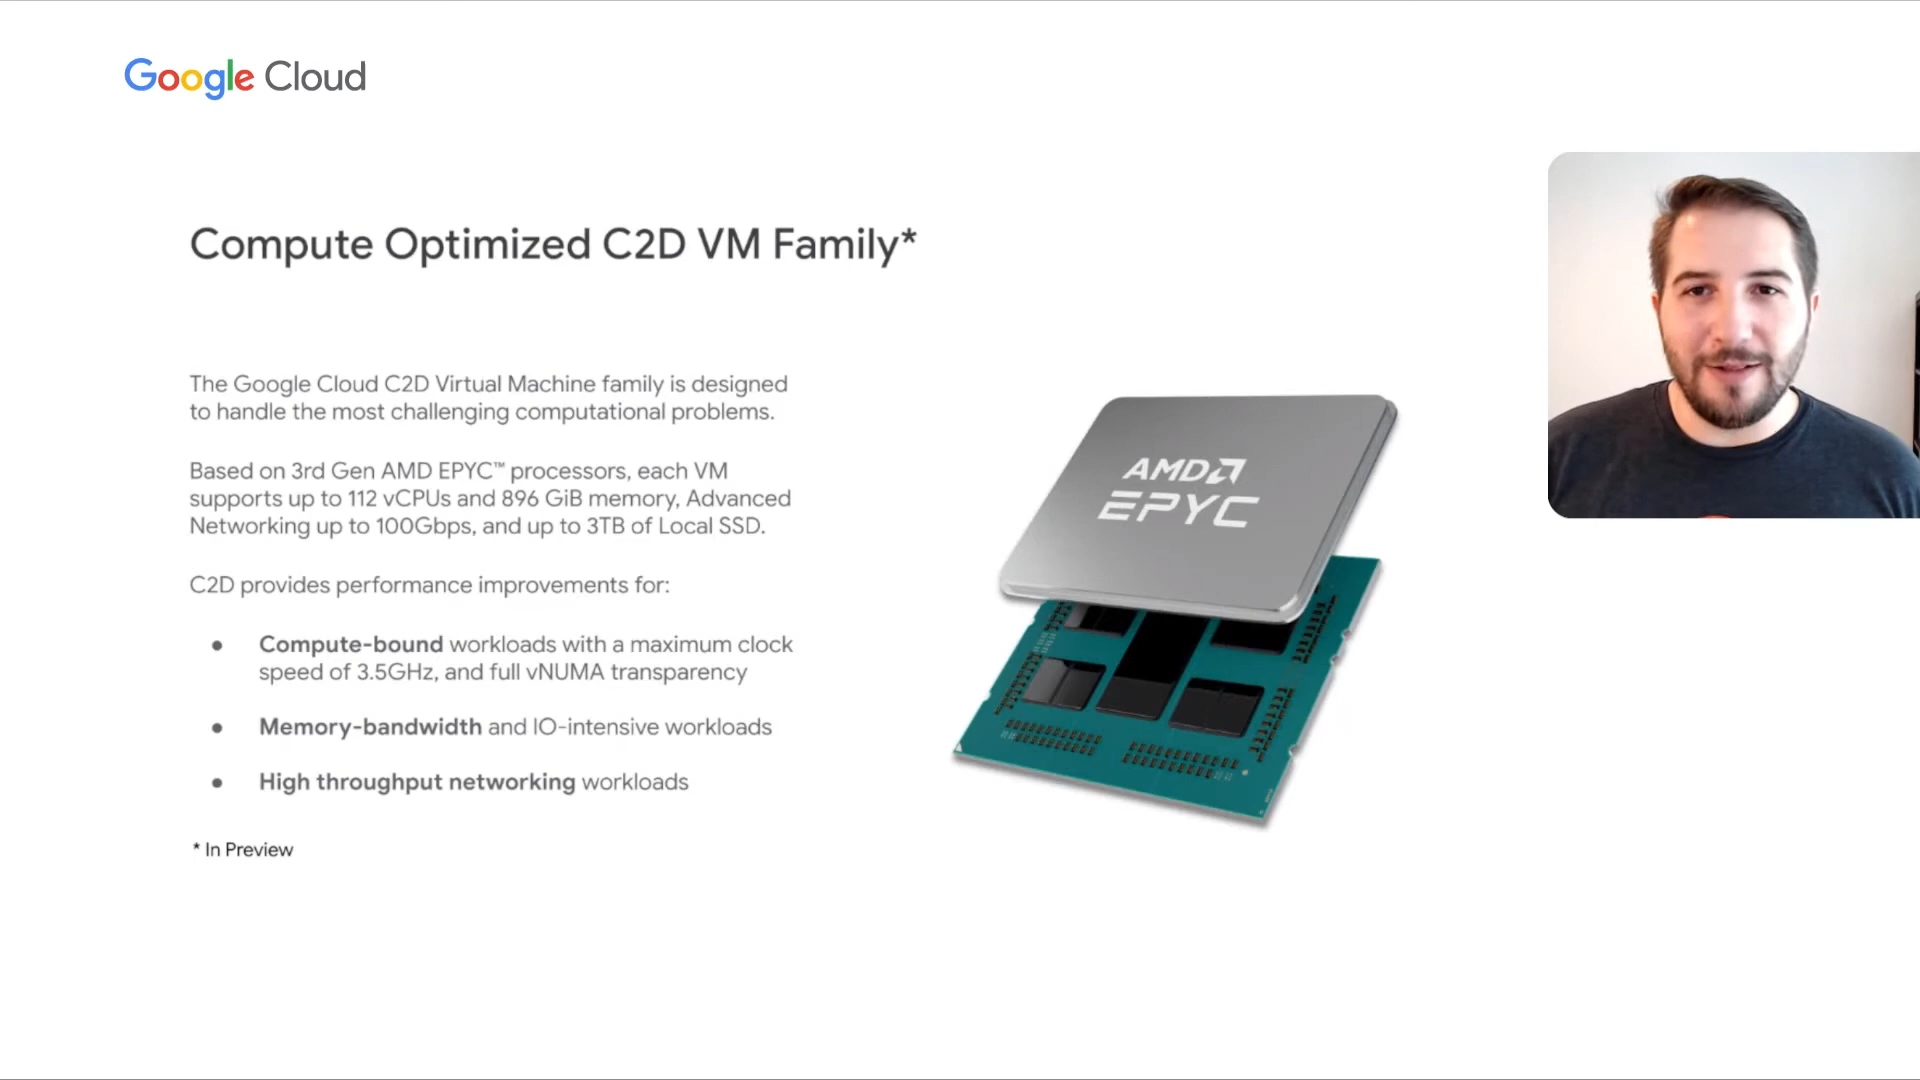 Google Cloud
Compute Optimized C2D VM Family*
The Google Cloud C2D Virtual Machine family is designed
to handle the most challenging computational problems.
Based on 3rd Gen AMD EPYC™ processors, each VM
supports up to 112 vCPUs and 896 GiB memory, Advanced
Networking up to 100Gbps, and up to 3TB of Local SSD.
C2D provides performance improvements for:
● Compute-bound workloads with a maximum clock
speed of 3.5GHz, and full vNUMA transparency
● Memory-bandwidth and IO-intensive workloads
● High throughput networking workloads
* In Preview
AMD
EPYC